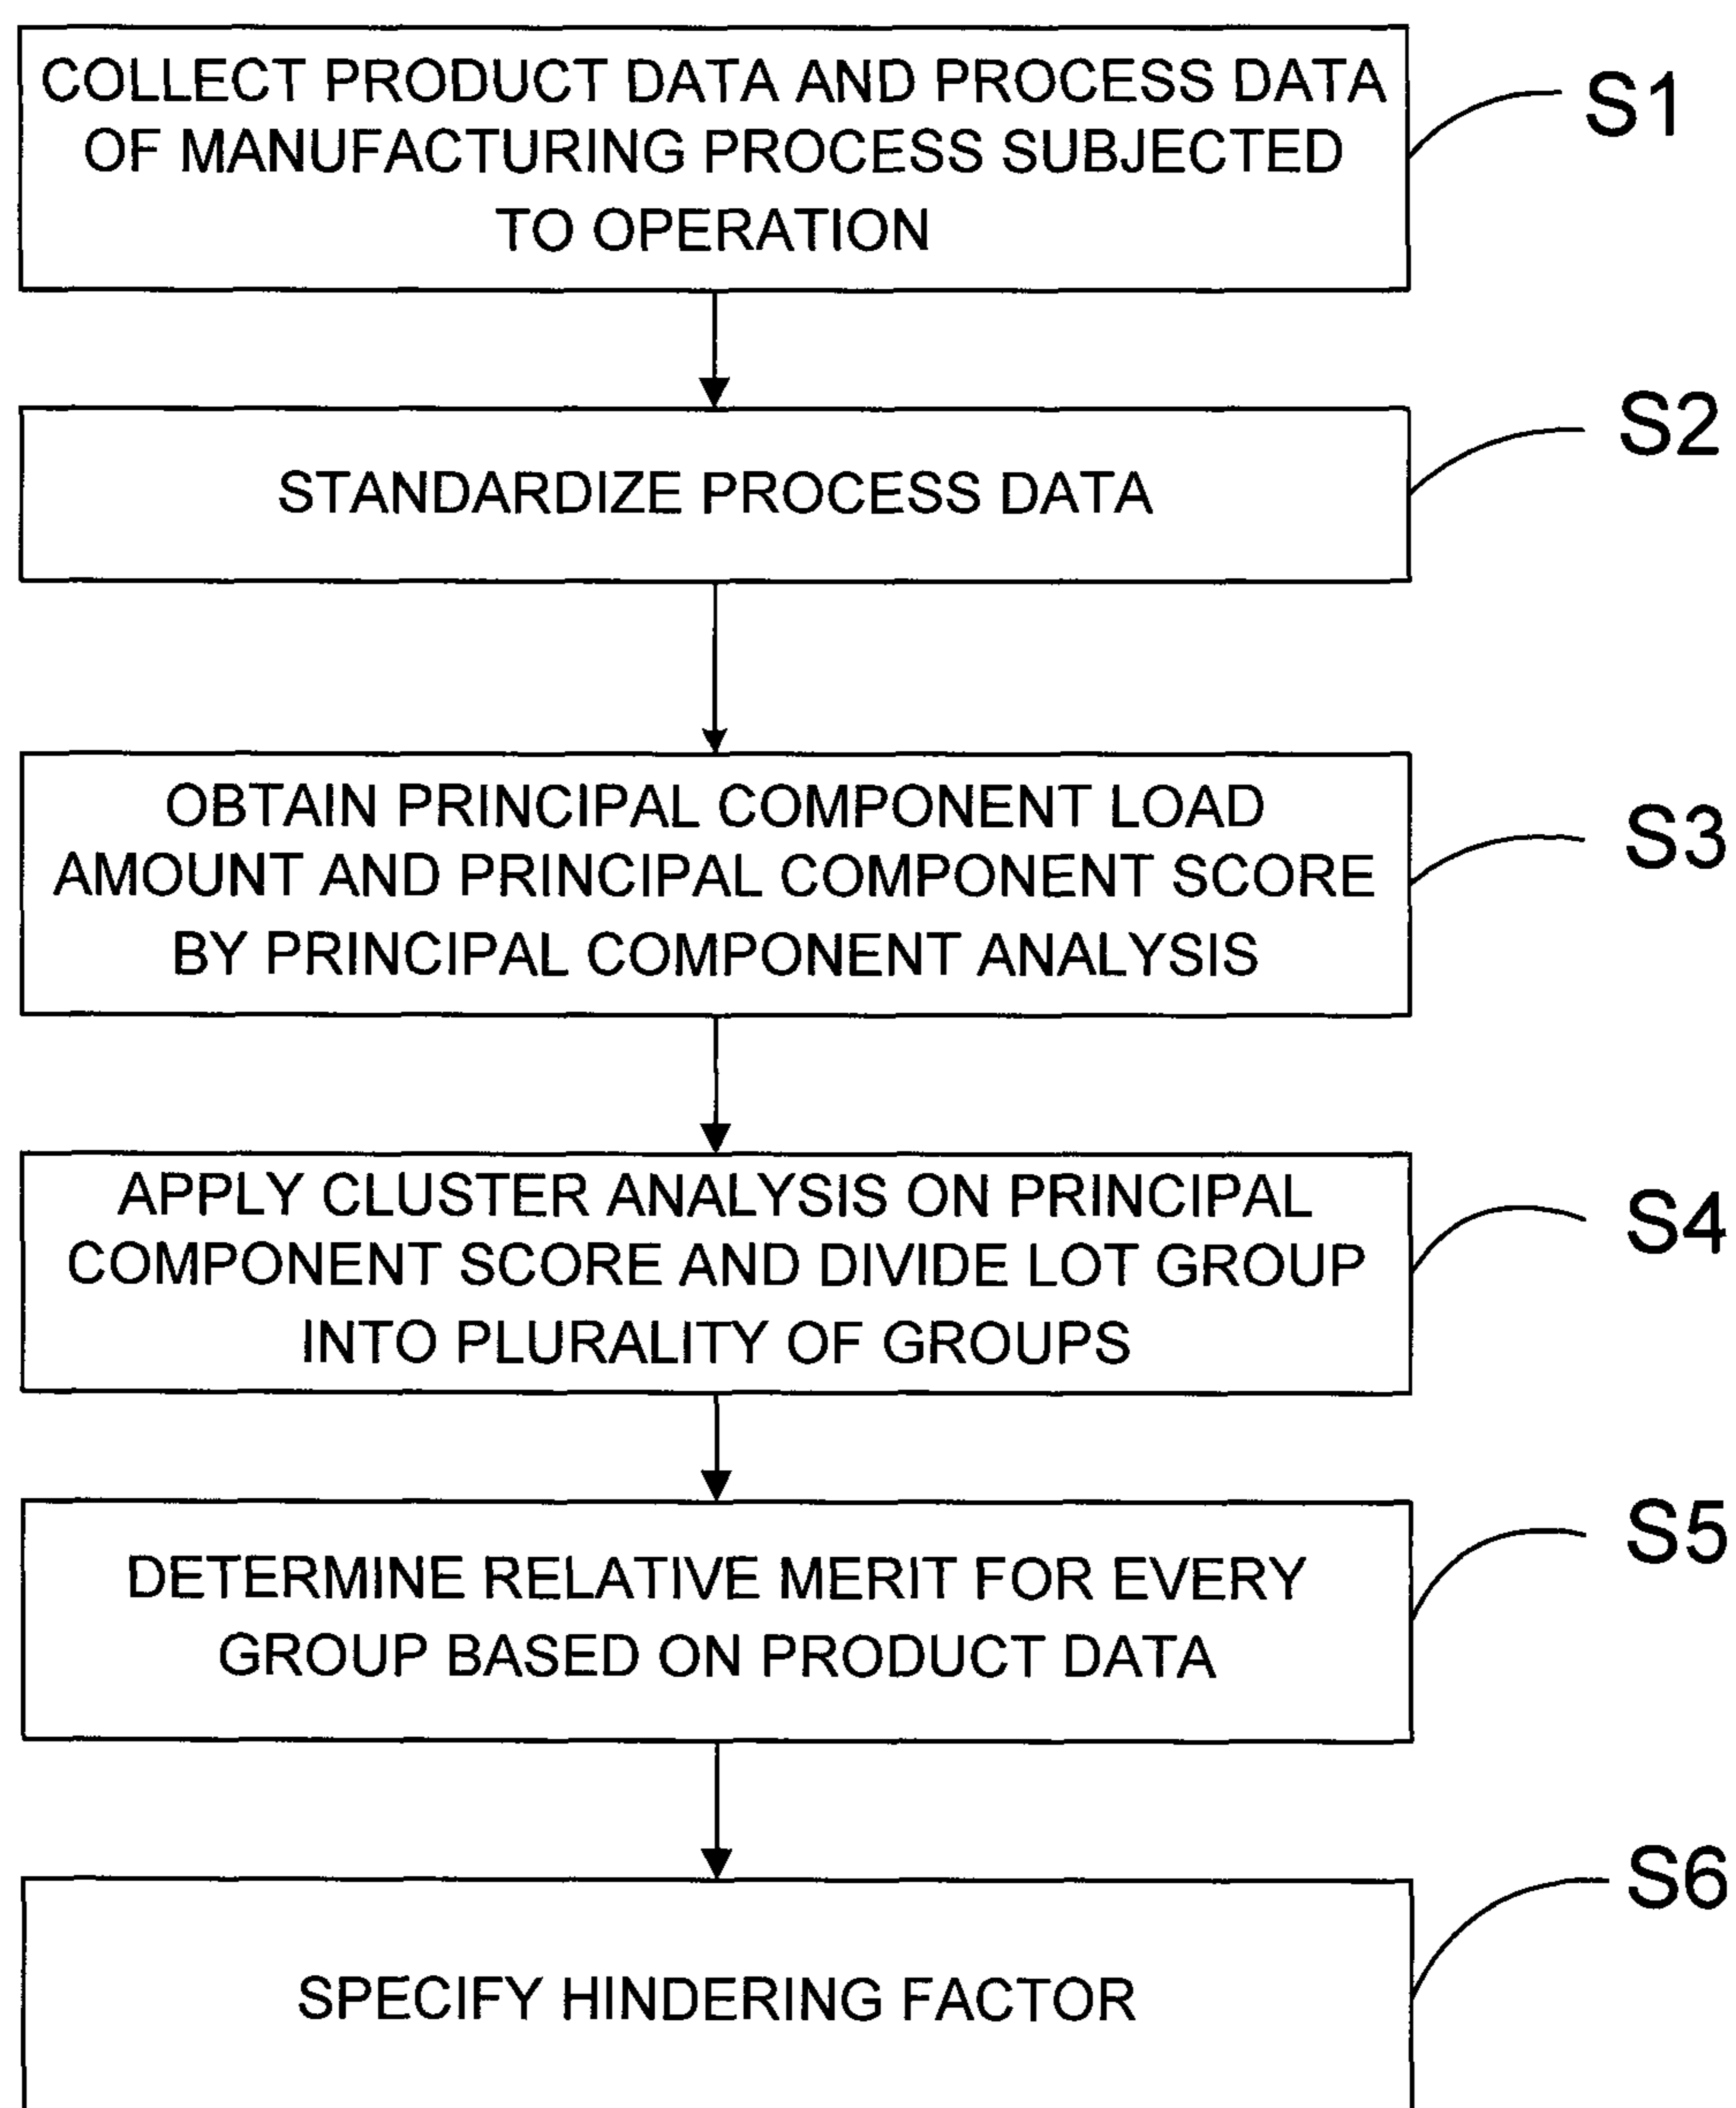 COLLECT PRODUCT DATA AND PROCESS DATA
OF MANUFACTURING PROCESS SUBJECTED
TO OPERATION
S1
STANDARDIZE PROCESS DATA
S2
OBTAIN PRINCIPAL COMPONENT LOAD
AMOUNT AND PRINCIPAL COMPONENT SCORE
BY PRINCIPAL COMPONENT ANALYSIS
S3
APPLY CLUSTER ANALYSIS ON PRINCIPAL
COMPONENT SCORE AND DIVIDE LOT GROUP
INTO PLURALITY OF GROUPS
S4
DETERMINE RELATIVE MERIT FOR EVERY
GROUP BASED ON PRODUCT DATA
S5
SPECIFY HINDERING FACTOR
S6